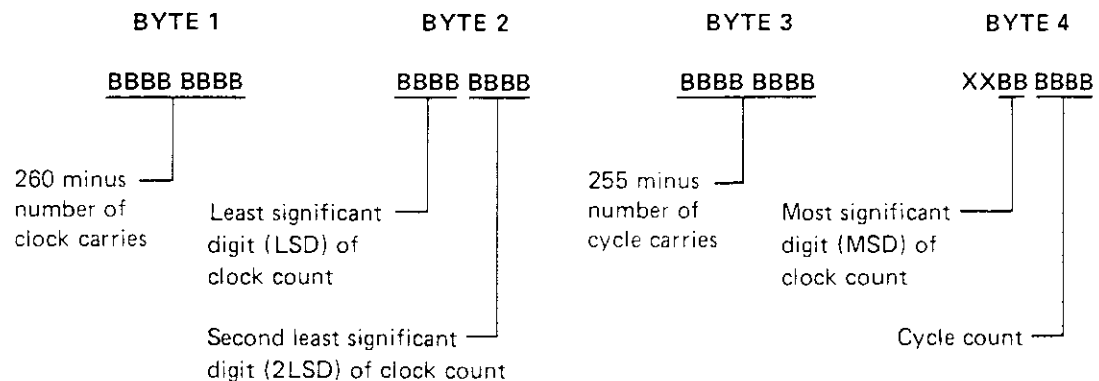 BYTE 1 BYTE 2 BYTE 3 BYTE 4
BBBB BBBB BBBB BBBB BBBB BBBB XXBB BBBB
260 minus
number of
clock carries
Least significant
digit (LSD) of
clock count
Second least significant
digit (2LSD) of clock count
255 minus
number of
cycle carries
Most significant
digit (MSD) of
clock count
Cycle count